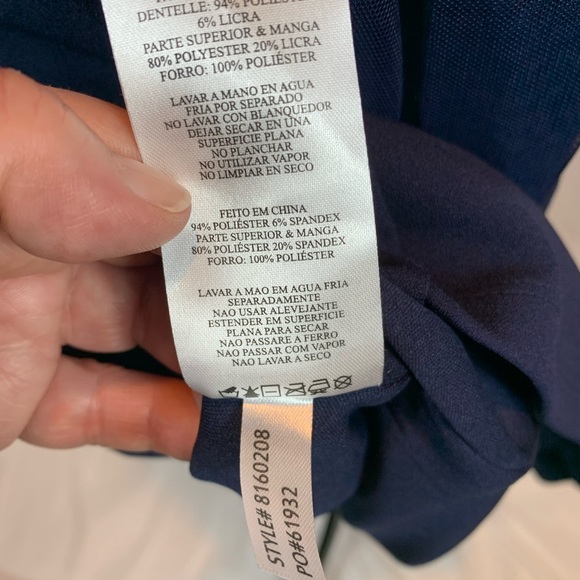 DENTELLE: 94% POLIÉST
6% LICRA
PARTE SUPERIOR & MANGA
80% POLYESTER 20% LICRA
FORRO: 100% POLIÉSTER
LAVAR A MANO EN AGUA
FRIA POR SEPARADO
NO LAVAR CON BLANQUEDOR
DEJAR SECAR EN UNA
SUPERFICIE PLANA
NO PLANCHAR
NO UTILIZAR VAPOR
NO LIMPIAR EN SECO
FEITO EM CHINA
94% POLIÉSTER 6% SPANDEX
PARTE SUPERIOR & MANGA
80% POLIÉSTER 20% SPANDEX
FORRO: 100% POLIÉSTER
LAVAR A MAO EM AGUA FRIA
SEPARADAMENTE
NAO USAR ALEVEJANTE
ESTENDER EM SUPERFICIE
PLANA PARA SECAR
NAO PASSARE A FERRO
NAO PASSAR COM VAPOR
NAO LAVAR A SECO
STYLE# 8160208
PO#61932